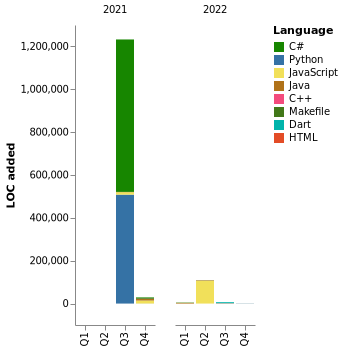 2021 2022
Language
C#
Python
JavaScript
Java
C++
Makefile
Dart
HTML
LOC added
1,200,000
1,000,000
800,000
600,000
400,000
200,000
0
Q1 Q2 Q3 Q4 Q1 Q2 Q3 Q4